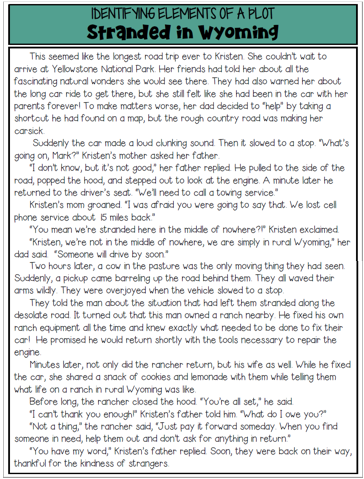 IDENTIFYING ELEMENTS OF A PLOT
Stranded in Wyoming
This seemed like the longest road trip ever to Kristen. She couldn't wait to
arrive at Yellowstone National Park. Her friends had told her about all the
fascinating natural wonders she would see there. They had also warned her about
the long car ride to get there, but she still felt like she had been in the car with her
parents forever! To make matters worse, her dad decided to "help" by taking a
shortcut he had found on a map, but the rough country road was making her
carsick.
Suddenly the car made a loud clunking sound. Then it slowed to a stop. "What's
going on, Mark?" Kristen's mother asked her father.
"I don't know, but it's not good," her father replied. He pulled to the side of the
road, popped the hood, and stepped out to look at the engine. A minute later he
returned to the driver's seat. "We'll need to call a towing service."
Kristen's mom groaned. "I was afraid you were going to say that. We lost cell
phone service about 15 miles back."
"You mean we're stranded here in the middle of nowhere?!" Kristen exclaimed.
"Kristen, we're not in the middle of nowhere, we are simply in rural Wyoming," her
dad said. "Someone will drive by soon."
Two hours later, a cow in the pasture was the only moving thing they had seen.
Suddenly, a pickup came barreling up the road behind them. They all waved their
arms wildly. They were overjoyed when the vehicle slowed to a stop.
They told the man about the situation that had left them stranded along the
desolate road. It turned out that this man owned a ranch nearby. He fixed his own
ranch equipment all the time and knew exactly what needed to be done to fix their
car! He promised he would return shortly with the tools necessary to repair the
engine.
Minutes later, not only did the rancher return, but his wife as well. While he fixed
the car, she shared a snack of cookies and lemonade with them while telling them
what life on a ranch in rural Wyoming was like.
Before long, the rancher closed the hood. "You're all set," he said.
"I can't thank you enough!" Kristen's father told him. "What do I owe you?"
"Not a thing," the rancher said, "Just pay it forward someday. When you find
someone in need, help them out and don't ask for anything in return."
"You have my word," Kristen's father replied. Soon, they were back on their way,
thankful for the kindness of strangers.